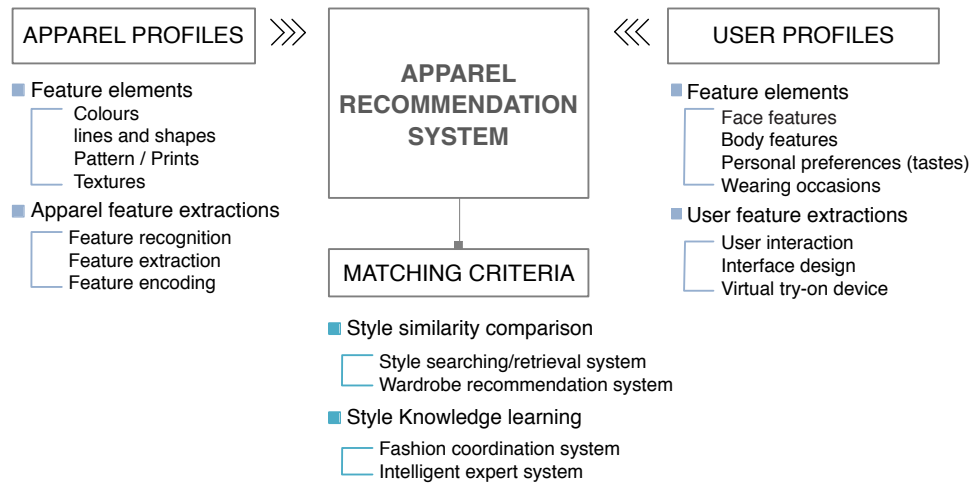 APPAREL PROFILES
Feature elements
Colours
lines and shapes
Pattern / Prints
Textures
Apparel feature extractions
Feature recognition
Feature extraction
Feature encoding
APPAREL
RECOMMENDATION
SYSTEM
MATCHING CRITERIA
Style similarity comparison
Style searching/retrieval system
Wardrobe recommendation system
Style Knowledge learning
Fashion coordination system
Intelligent expert system
USER PROFILES
Feature elements
Face features
Body features
Personal preferences (tastes)
Wearing occasions
User feature extractions
User interaction
Interface design
Virtual try-on device